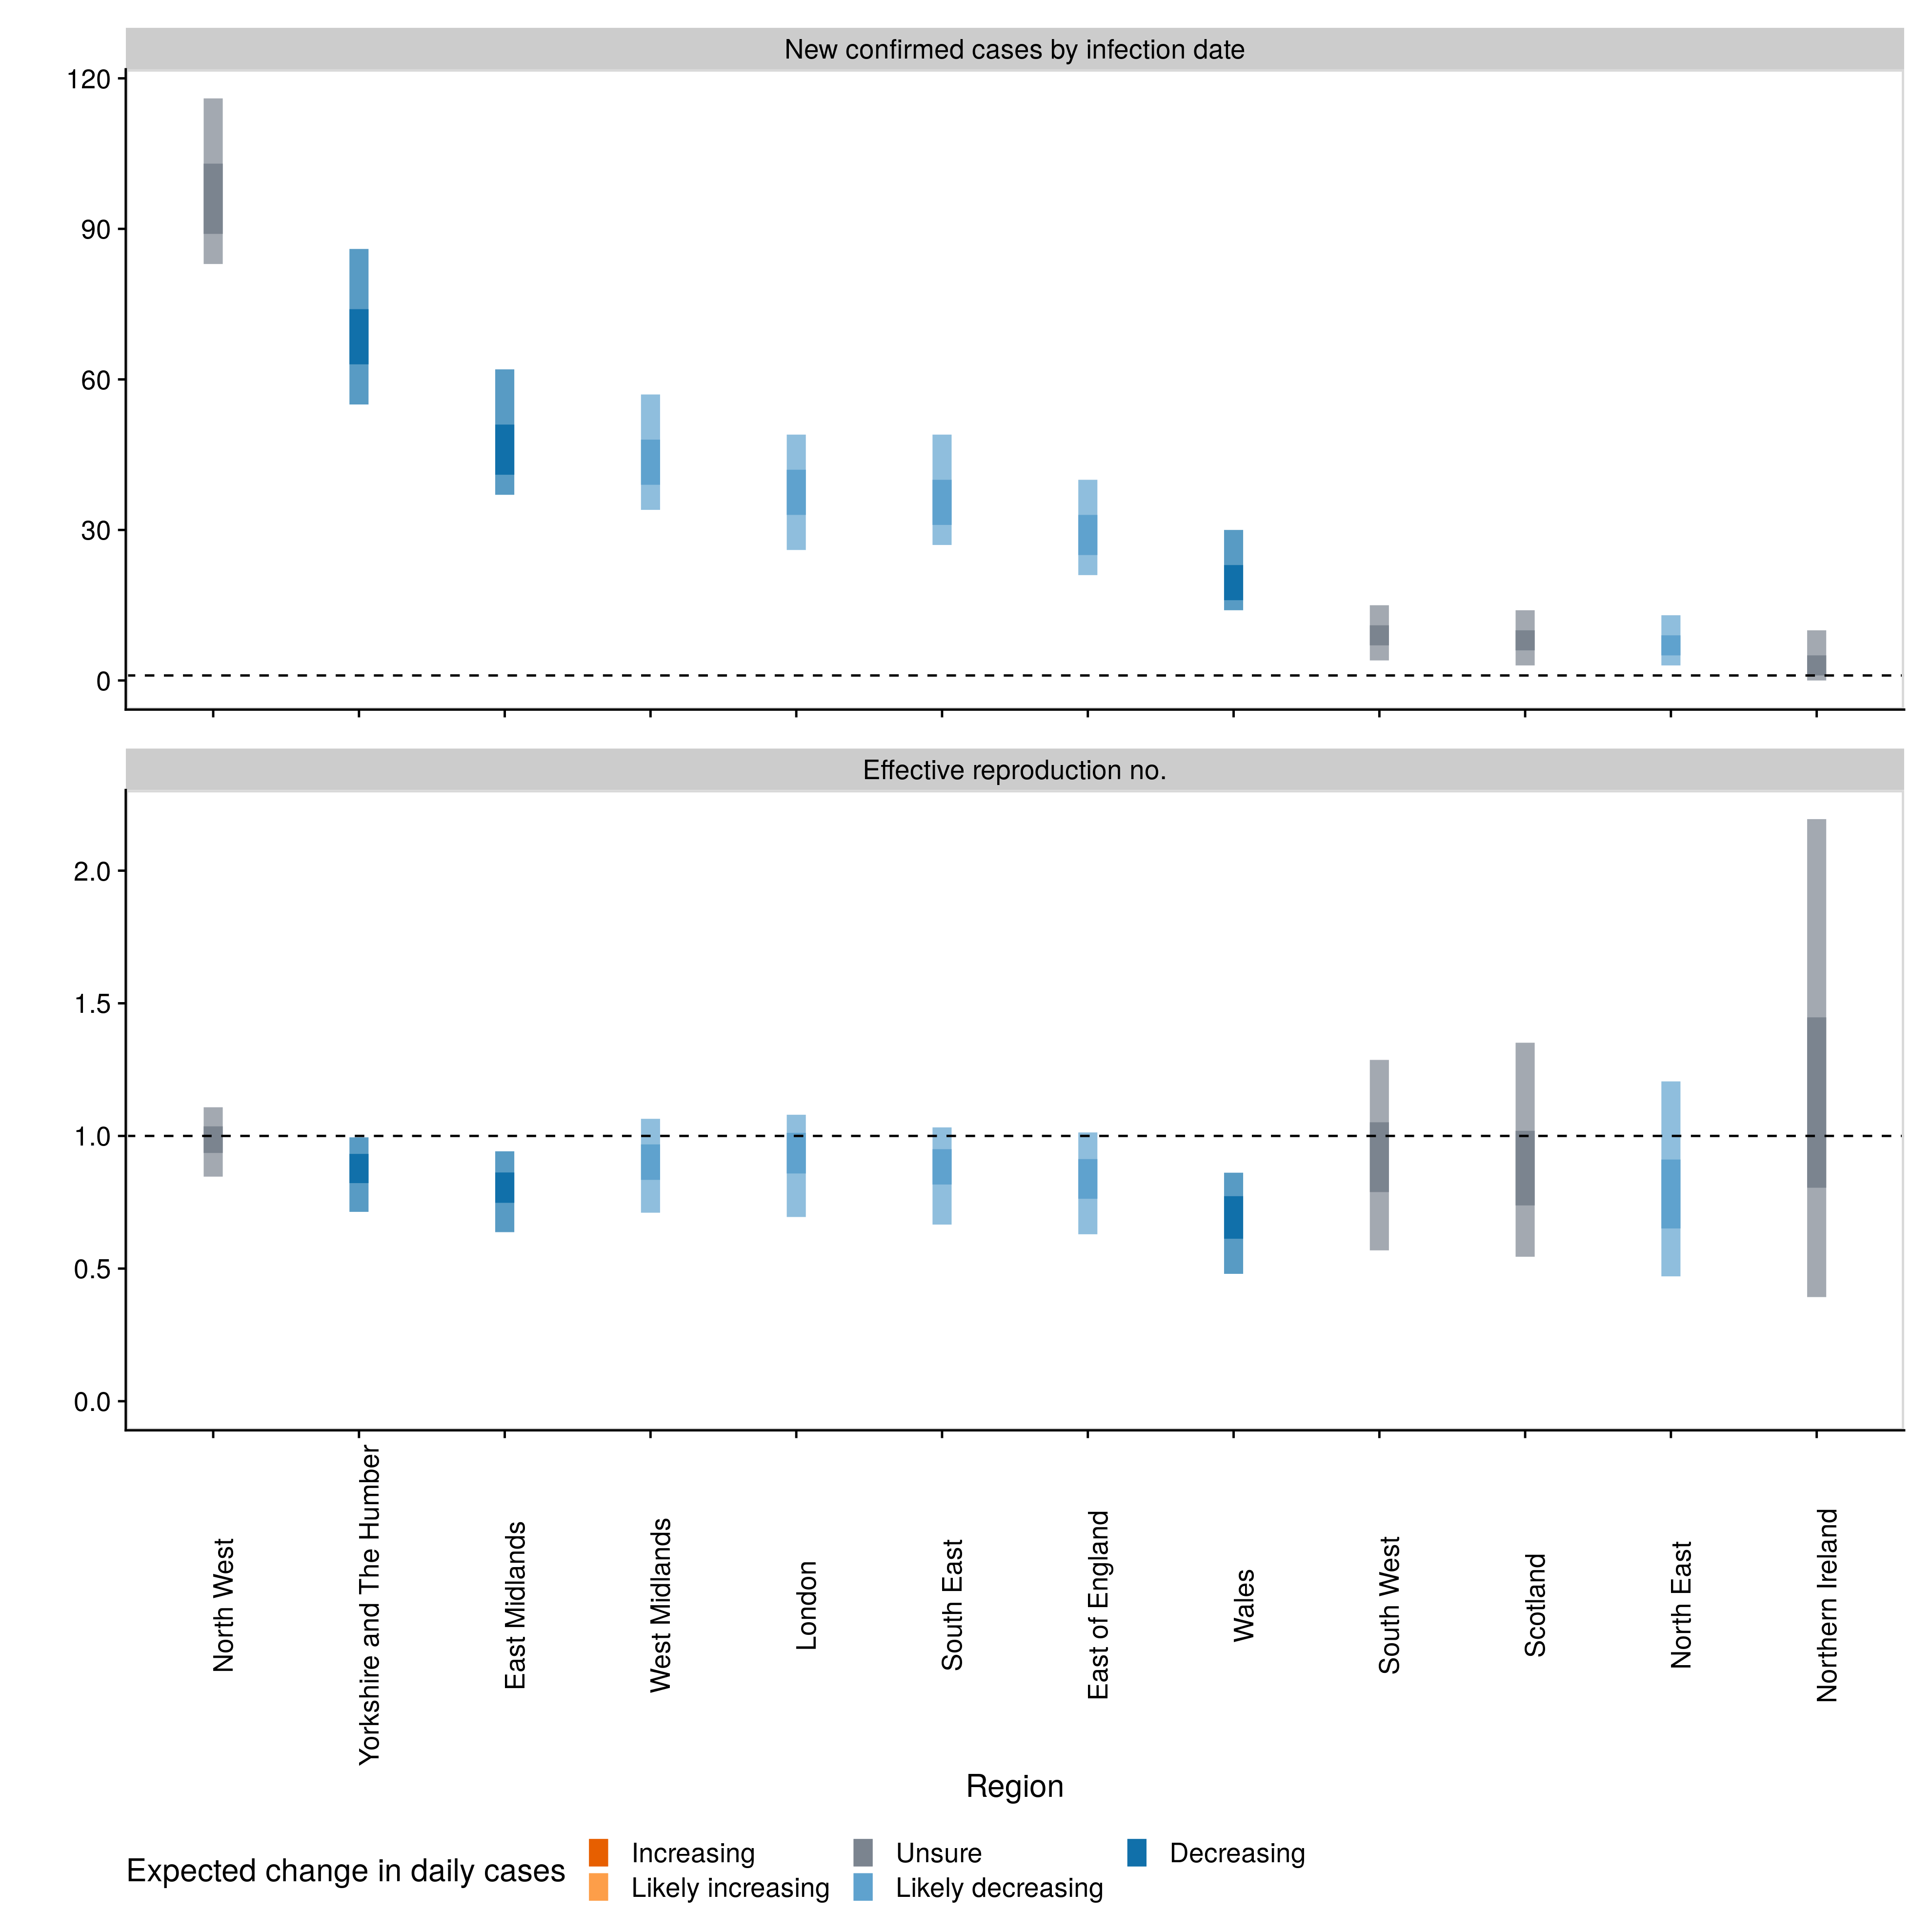 New confirmed cases by infection date
120
90
60
30
0
Effective reproduction no.
2.0
1.5
1.0
0.5
0.0
North West
Yorkshire and The Humber
East Midlands
West Midlands
London
South East
East of England
Wales
South West
Scotland
North East
Northern Ireland
Region
Expected change in daily cases
Increasing
Unsure
Decreasing
Likely increasing
Likely decreasing